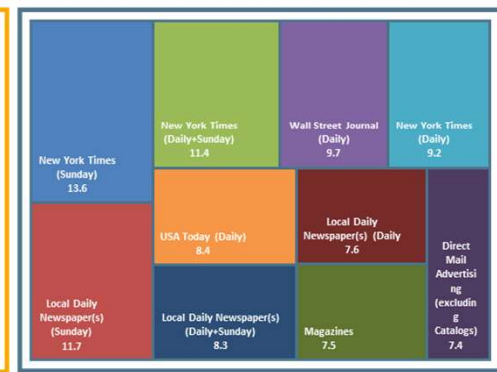 New York Times
(Sunday)
13.6
New York Times
(Daily+Sunday)
11.4
Wall Street Journal
(Daily)
9.7
New York Times
(Daily)
9.2
Local Daily
Newspaper(s)
(Sunday)
11.7
USA Today (Daily)
8.4
Local Daily
Newspaper(s) (Daily
7.6
Local Daily Newspaper(s)
(Daily+Sunday)
8.3
Magazines
7.5
Direct
Mail
Advertisi
ng
(excludin
g
Catalogs)
7.4